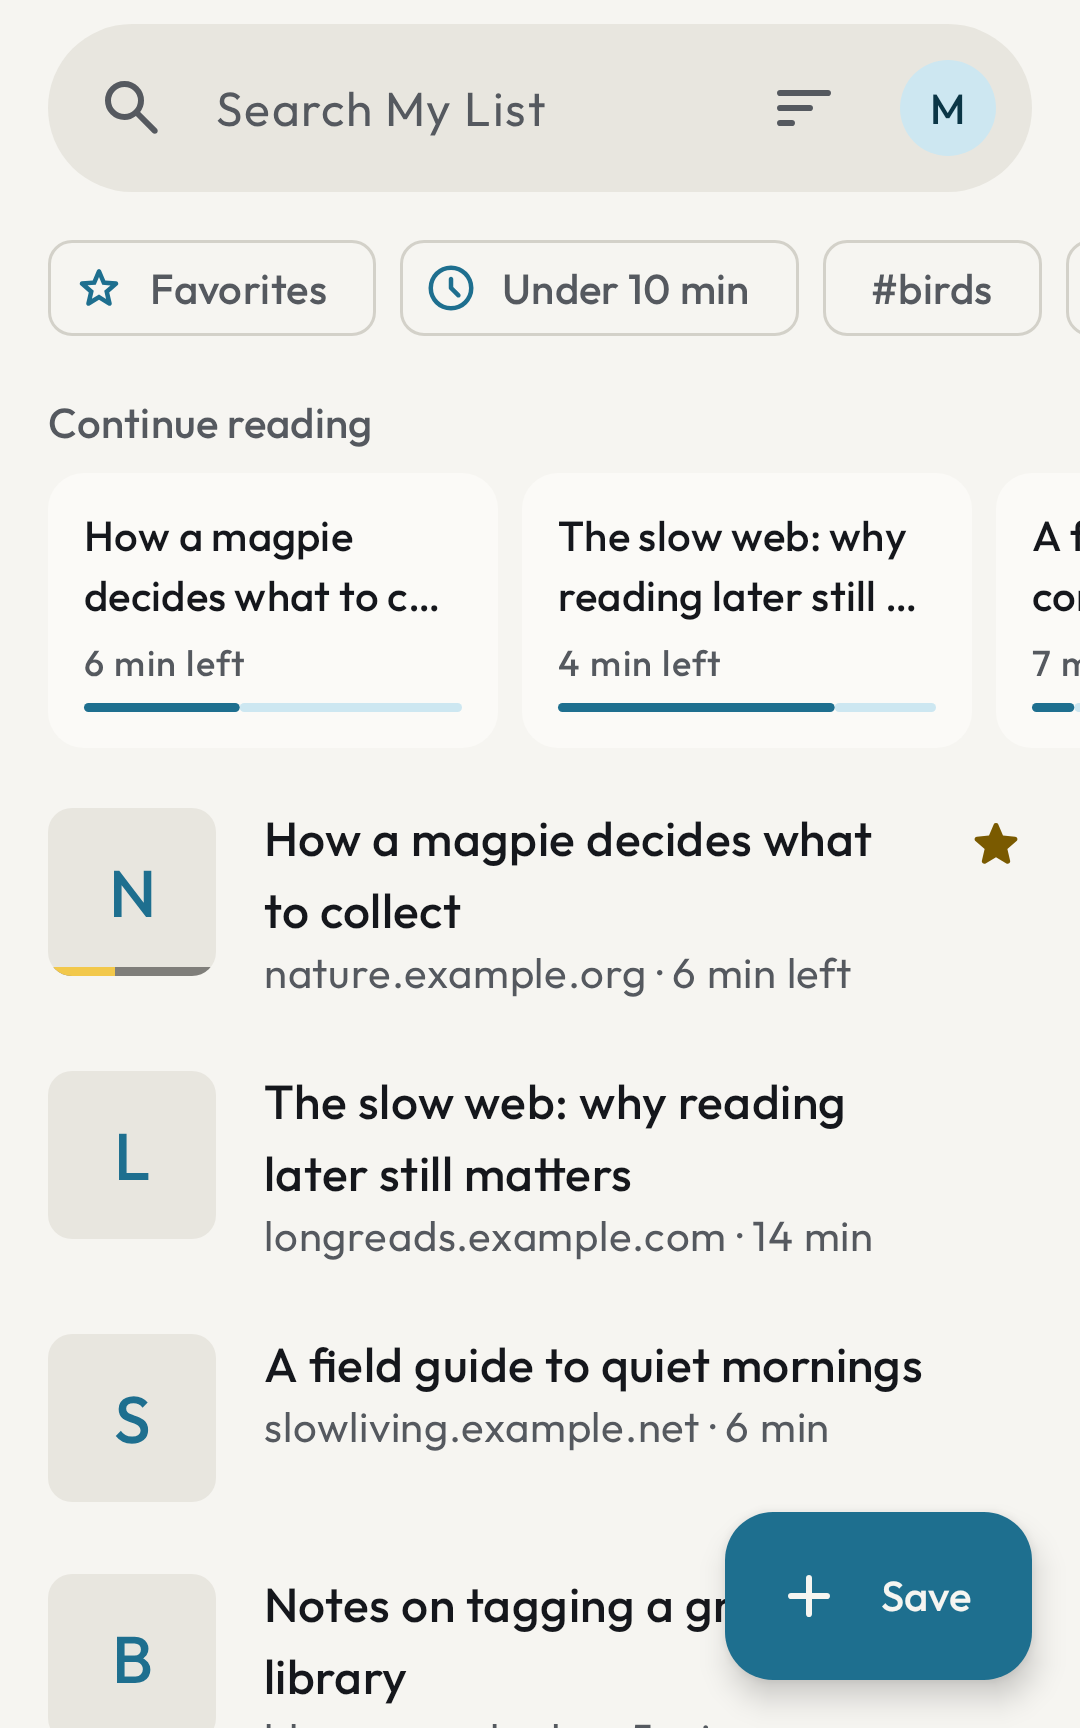 Search My List
M
Favorites
Under 10 min
#birds
Continue reading
How a magpie
decides what to c...
6 min left
The slow web: why
reading later still ...
4 min left
A
7
N
How a magpie decides what
to collect
nature.example.org · 6 min left
L
The slow web: why reading
later still matters
longreads.example.com · 14 min
S
A field guide to quiet mornings
slowliving.example.net · 6 min
B
Notes on tagging a
library
Save